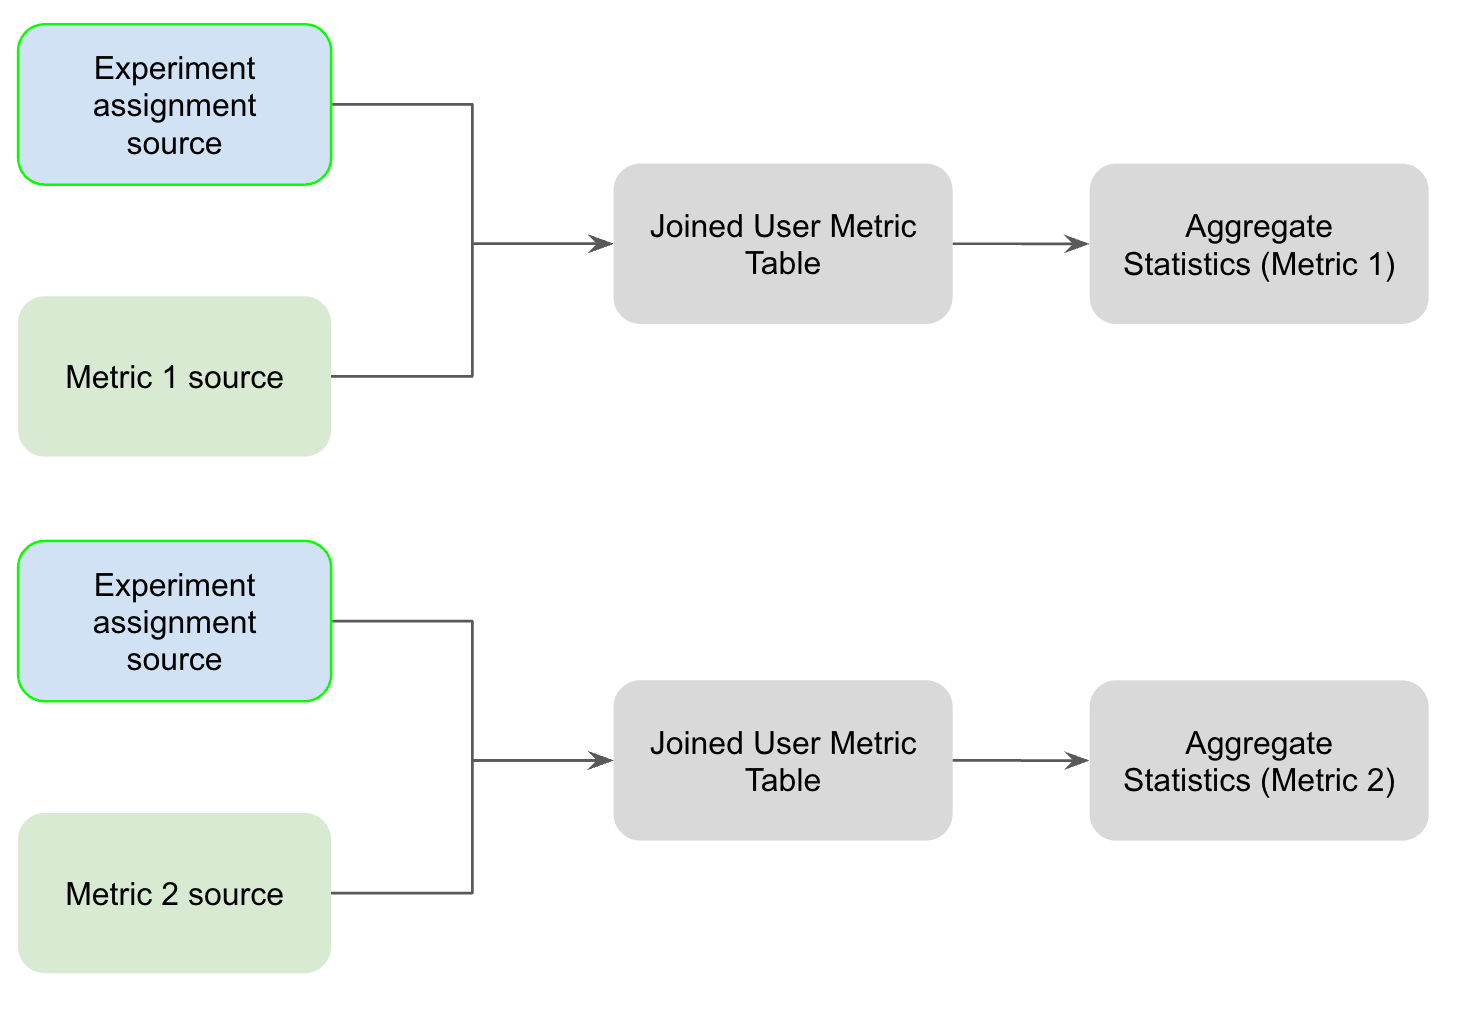 Experiment
assignment
source
Metric 1 source
Joined User Metric
Table
Aggregate
Statistics (Metric 1)
Experiment
assignment
source
Metric 2 source
Joined User Metric
Table
Aggregate
Statistics (Metric 2)